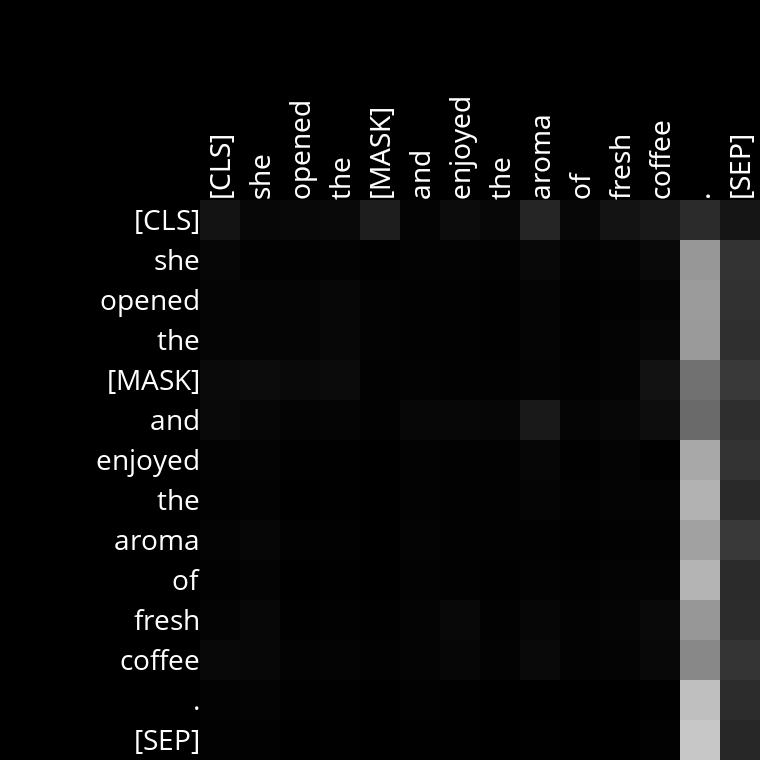 [CLS] she opened the [MASK] and enjoyed the aroma of fresh coffee . [SEP]
[CLS]
she
opened
the
[MASK]
and
enjoyed
the
aroma
of
fresh
coffee
.
[SEP]